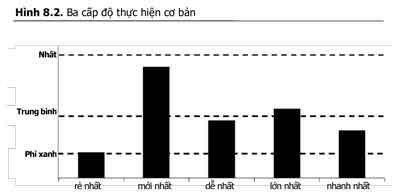 Hình 8.2. Ba cấp độ thực hiện cơ bản
Nhất
Trung bình
Phí xanh
rẻ nhất mới nhất dễ nhất lớn nhất nhanh nhất